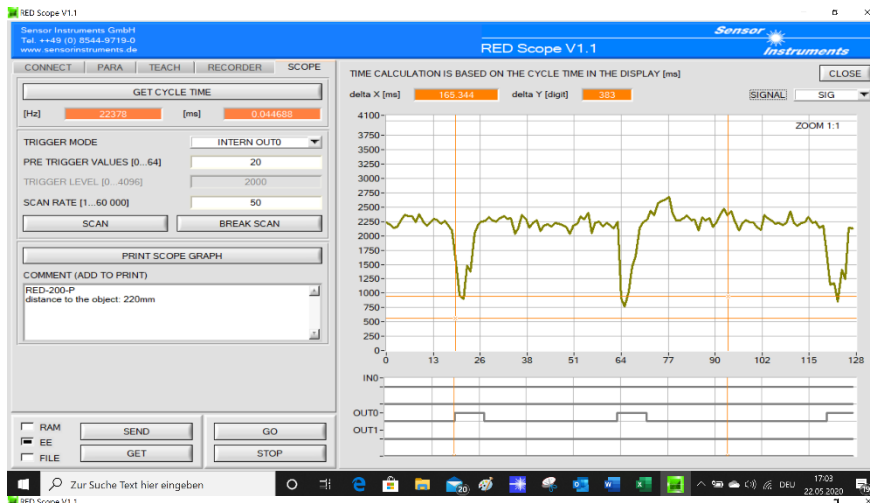 RED Scope V1.1
Sensor Instruments GmbH
Tel. ++49 (0) 8544-9719-0
www.sensorinstruments.de
RED Scope V1.1
Sensor
Instruments
CONNECT PARA TEACH RECORDER SCOPE
GET CYCLE TIME
[Hz] 22378 [ms] 0.044688
TRIGGER MODE INTERN OUT0
PRE TRIGGER VALUES [0...64] 20
TRIGGER LEVEL [0...4096] 2000
SCAN RATE [1...60 000] 50
SCAN BREAK SCAN
PRINT SCOPE GRAPH
COMMENT (ADD TO PRINT)
RED-200-P
distance to the object: 220mm
RAM
EE
FILE
SEND GO
GET STOP
TIME CALCULATION IS BASED ON THE CYCLE TIME IN THE DISPLAY [ms]
CLOSE
delta X [ms] 165.344 delta Y [digit] 383 SIGNAL SIG
ZOOM 1:1
4100
3750
3500
3250
3000
2750
2500
2250
2000
1750
1500
1250
1000
750
500
250
0
0 13 26 38 51 64 77 90 102 115 128
IN0
OUT0
OUT1
Zur Suche Text hier eingeben
20
DEU
17:03
22.05.2020
19
RED Scope V1.1